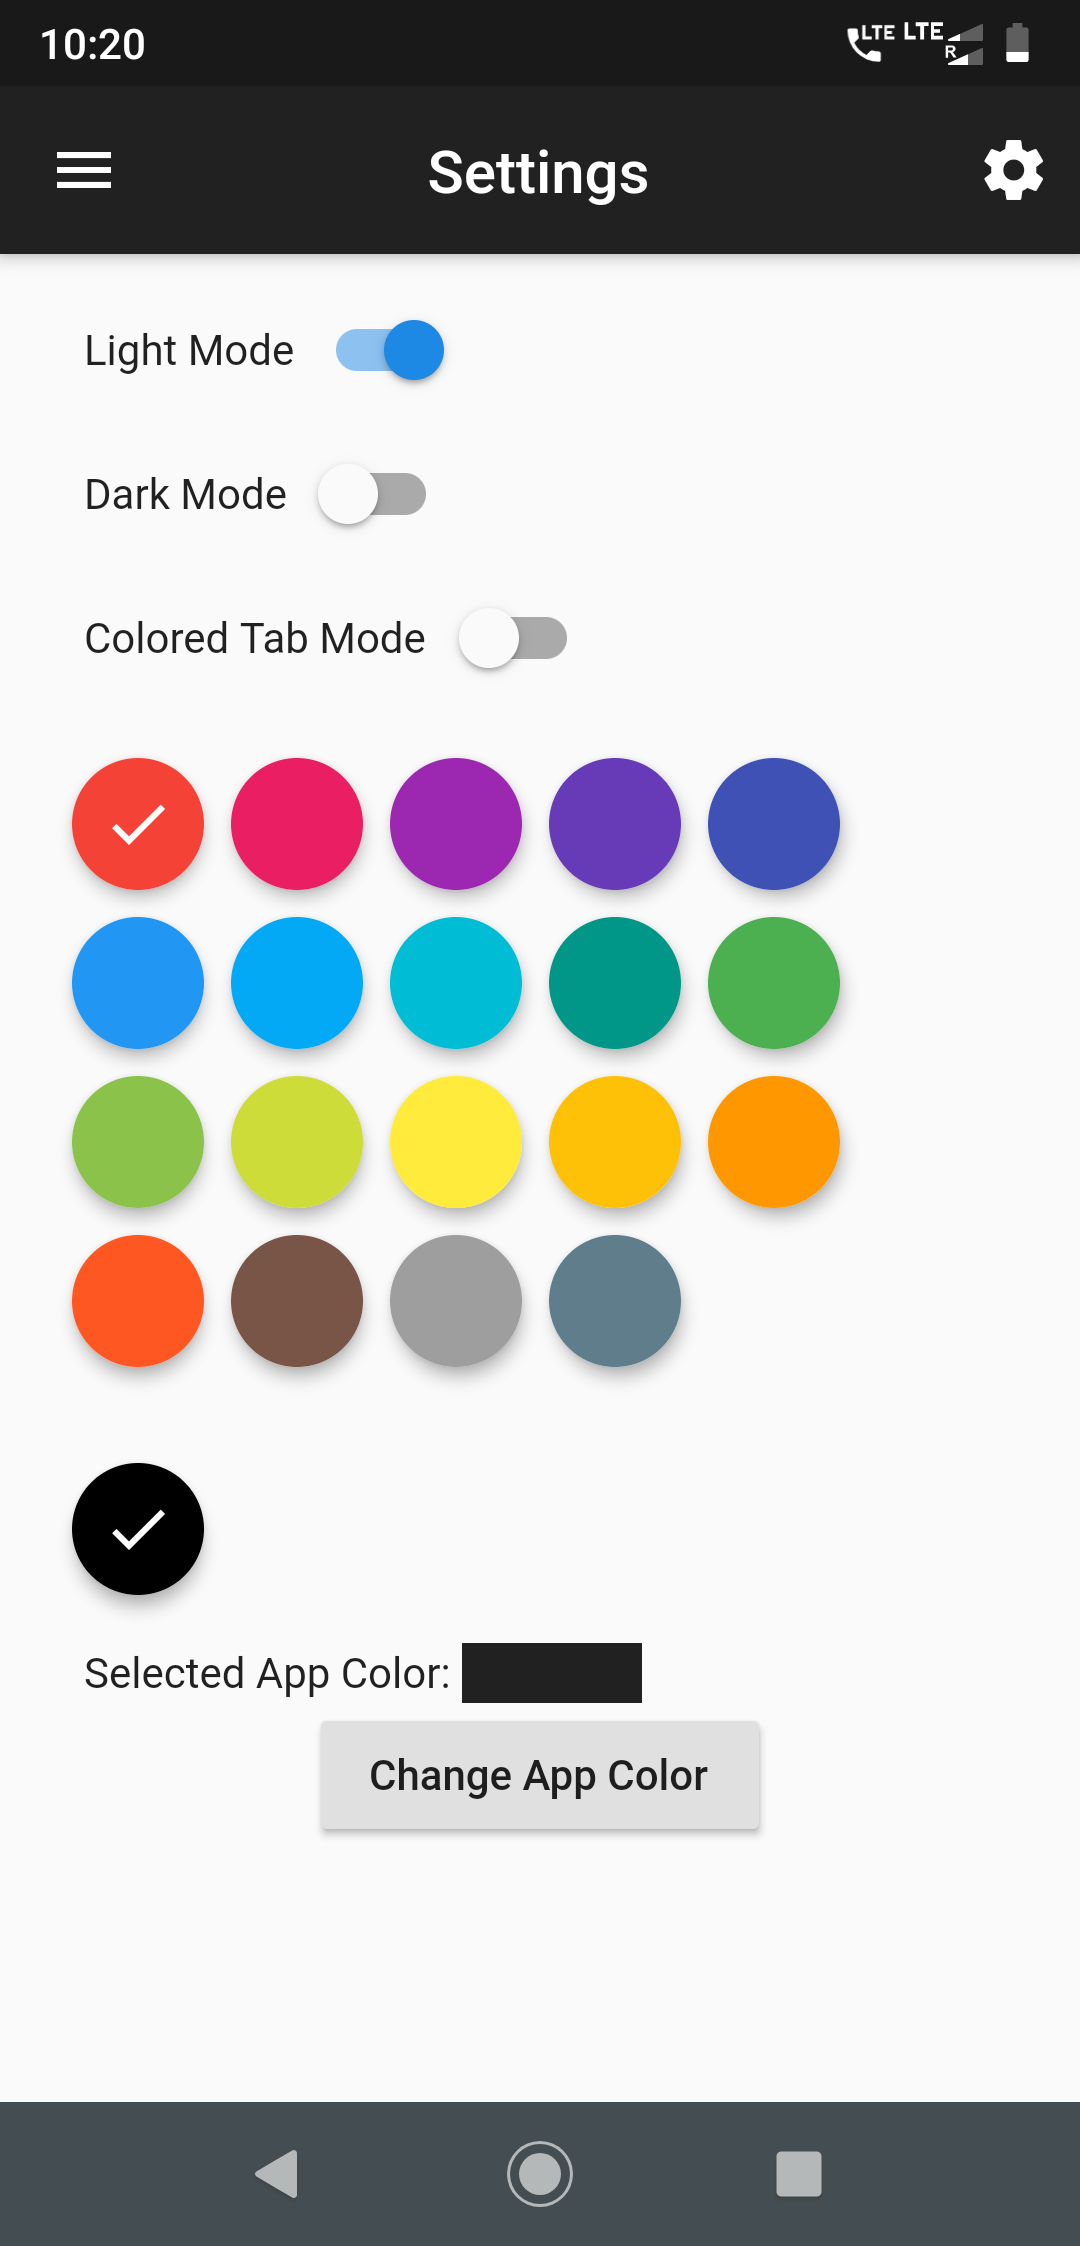 10:20
LTE LTE
R
Settings
Light Mode
Dark Mode
Colored Tab Mode
Selected App Color:
Change App Color